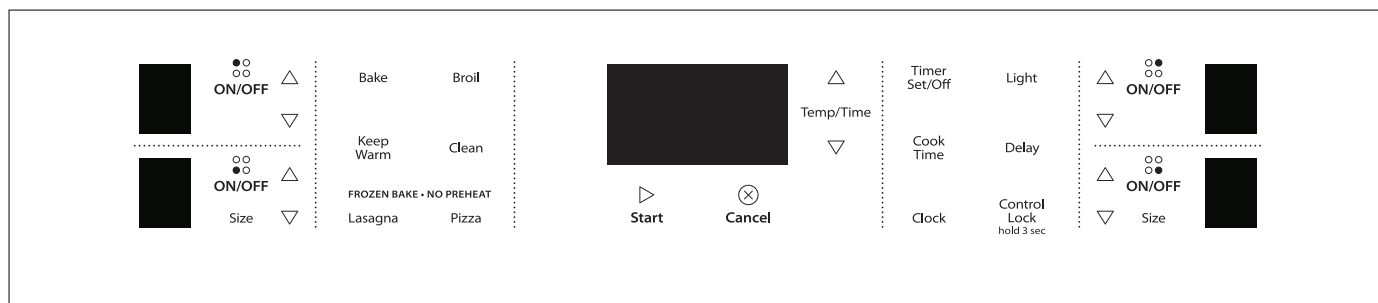 ON/OFF
ON/OFF
Size
Bake
Broil
Keep
Warm
Clean
FROZEN BAKE • NO PREHEAT
Lasagna
Pizza
Start
Cancel
Temp/Time
Timer
Set/Off
Light
Cook
Time
Delay
Clock
Control
Lock
hold 3 sec
ON/OFF
ON/OFF
Size